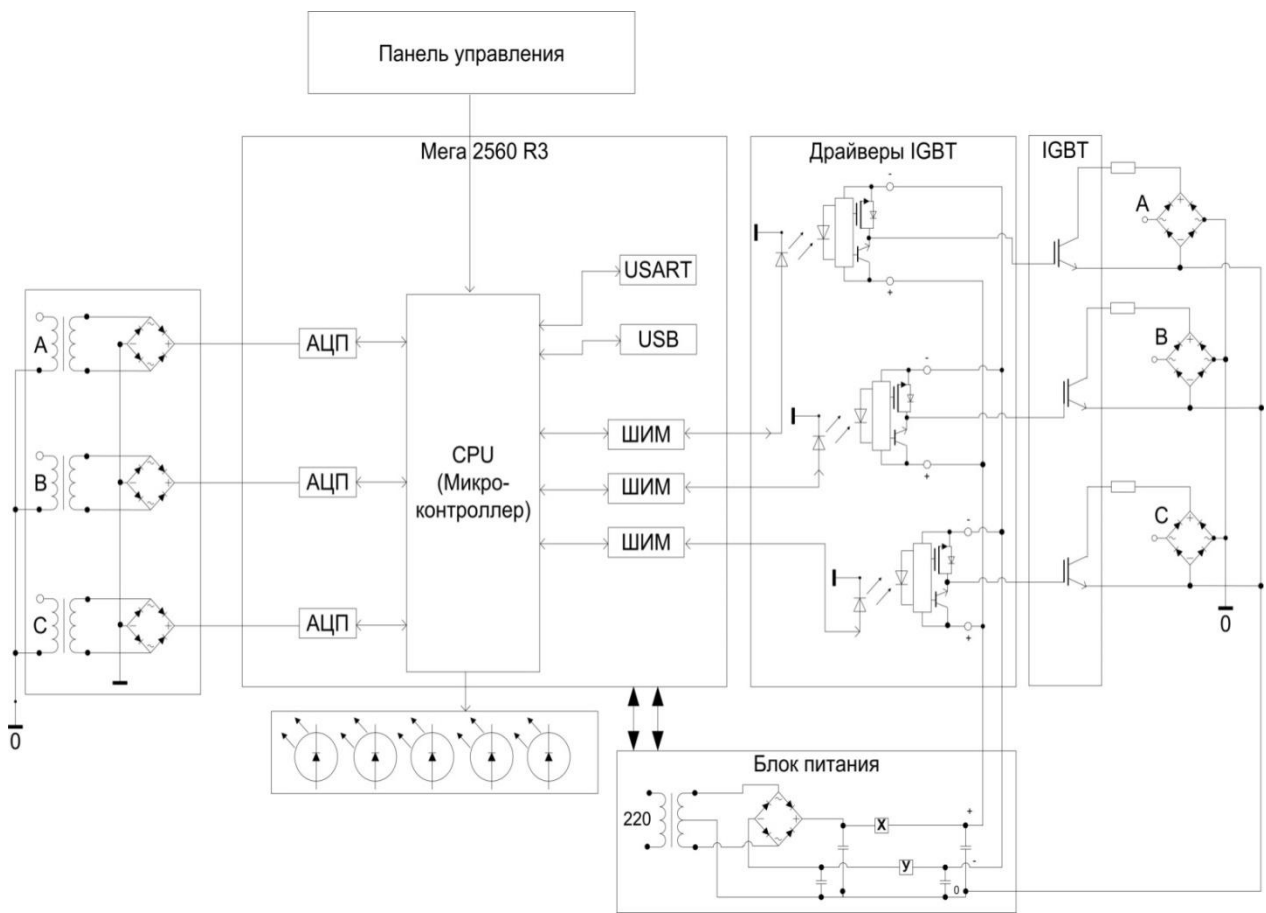 Панель управления
Мега 2560 R3
Драйверы IGBT
IGBT
A
B
C
0
АЦП
АЦП
АЦП
CPU
(Микро-
контроллер)
USART
USB
ШИМ
ШИМ
ШИМ
-
+
-
+
-
+
A
+
-
B
+
-
C
+
-
0
Блок питания
220
X
У
+
-
0